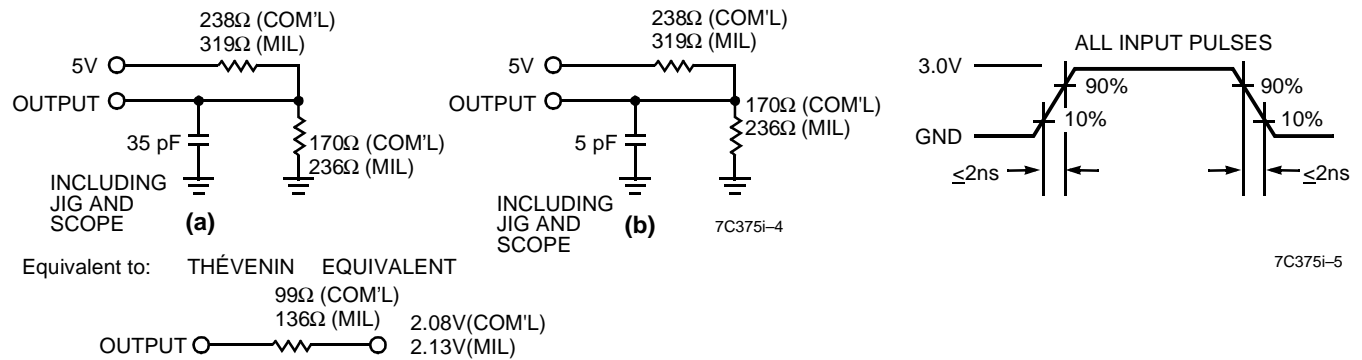 238Ω (COM'L)
319Ω (MIL)
5V
OUTPUT
35 pF
170Ω (COM'L)
236Ω (MIL)
INCLUDING
JIG AND
SCOPE
(a)
238Ω (COM'L)
319Ω (MIL)
5V
OUTPUT
5 pF
170Ω (COM'L)
236Ω (MIL)
INCLUDING
JIG AND
SCOPE
(b)
7C375i–4
ALL INPUT PULSES
3.0V
90%
10%
GND
90%
10%
≤2ns
≤2ns
7C375i–5
Equivalent to: THÉVENIN EQUIVALENT
99Ω (COM'L)
136Ω (MIL)
2.08V(COM'L)
2.13V(MIL)
OUTPUT